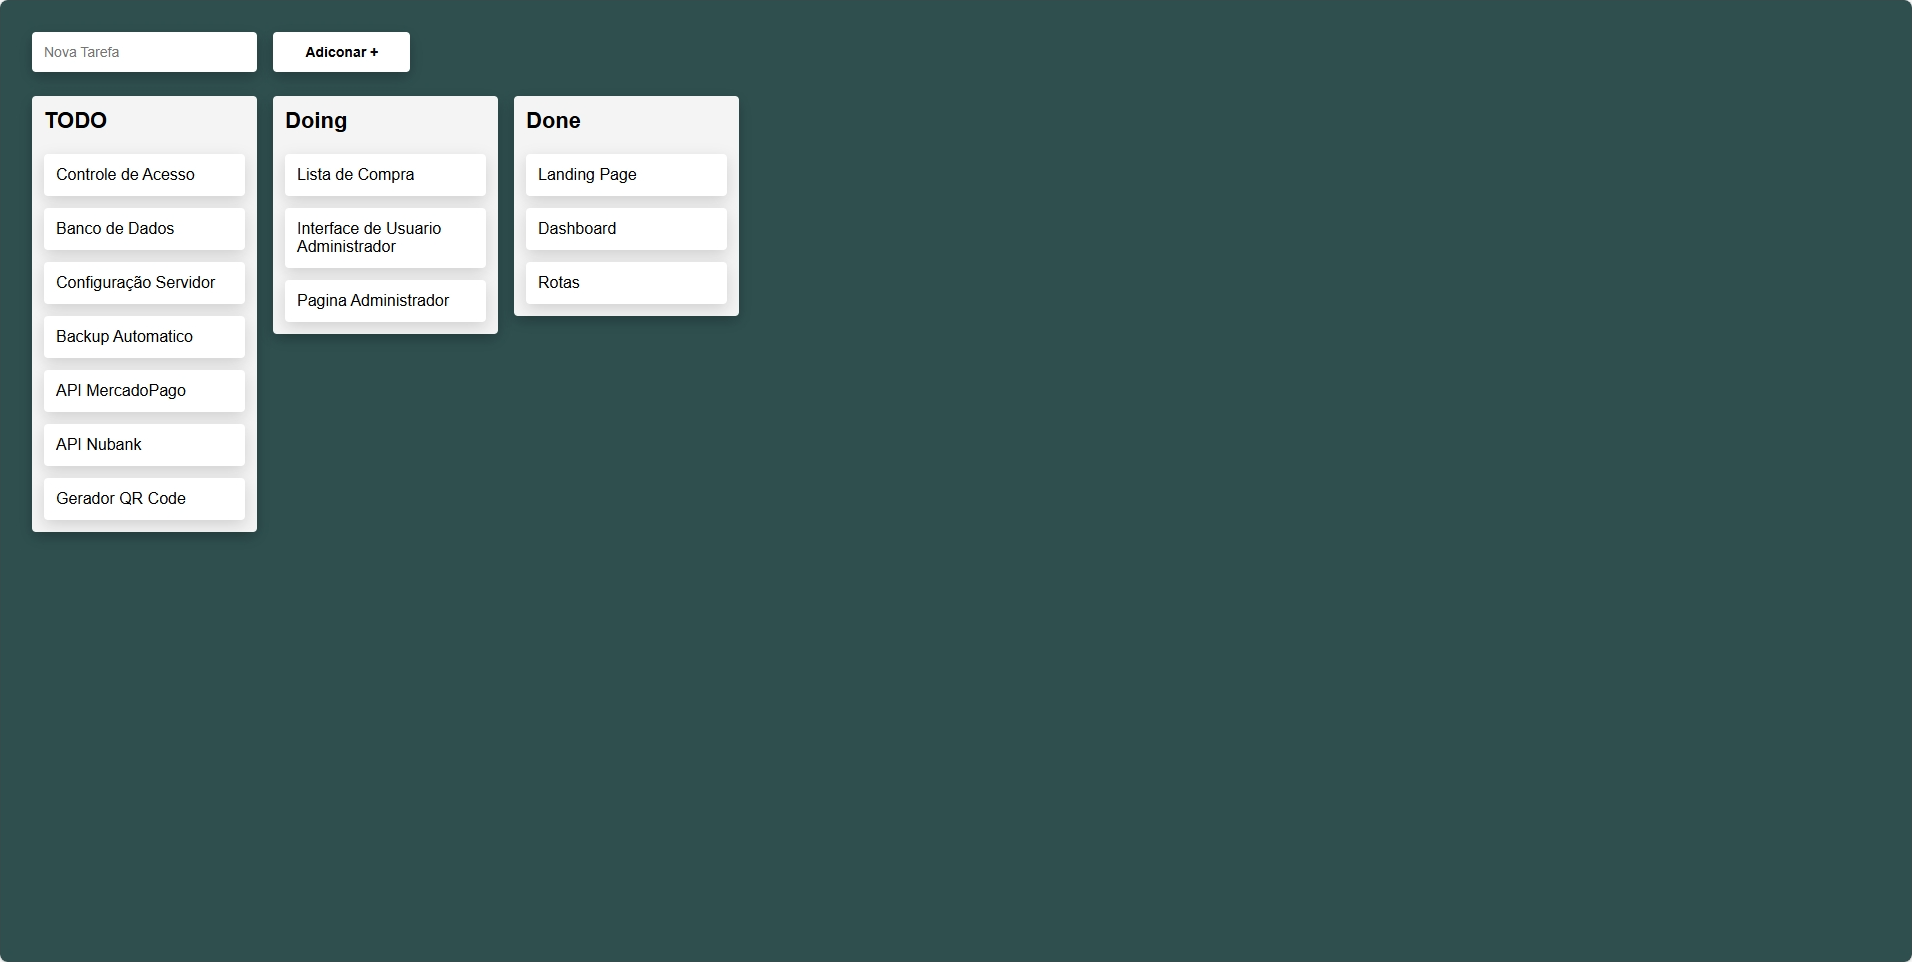 Nova Tarefa
Adiconar +
TODO
Controle de Acesso
Banco de Dados
Configuração Servidor
Backup Automatico
API MercadoPago
API Nubank
Gerador QR Code
Doing
Lista de Compra
Interface de Usuario
Administrador
Pagina Administrador
Done
Landing Page
Dashboard
Rotas